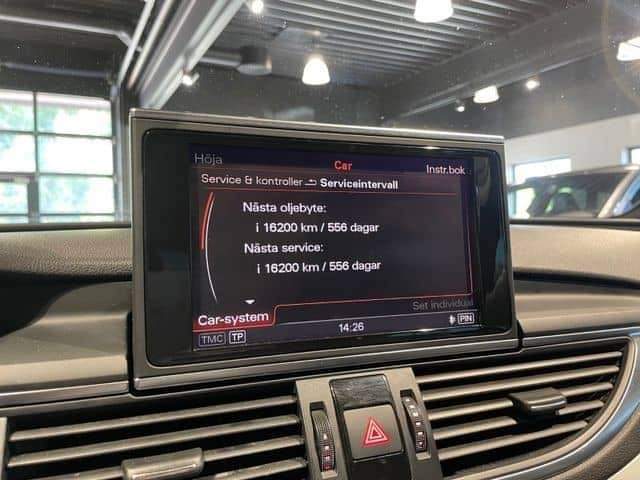 Höja
Car
Instr.bok
Service & kontroller Serviceintervall
Nästa oljebyte:
i 16200 km / 556 dagar
Nästa service:
i 16200 km / 556 dagar
Car-system
Set individual
TMC TP
14:26
PIN